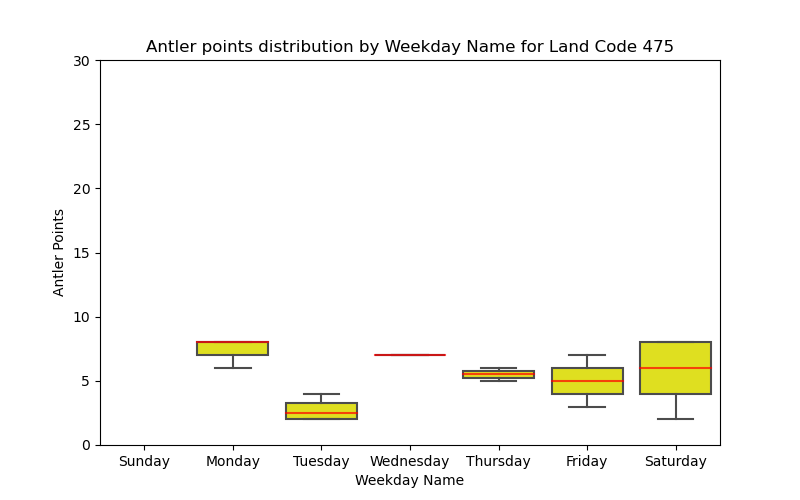 Antler points distribution by Weekday Name for Land Code 475
30
25
20
15
10
5
0
Antler Points
Sunday Monday Tuesday Wednesday Thursday Friday Saturday
Weekday Name